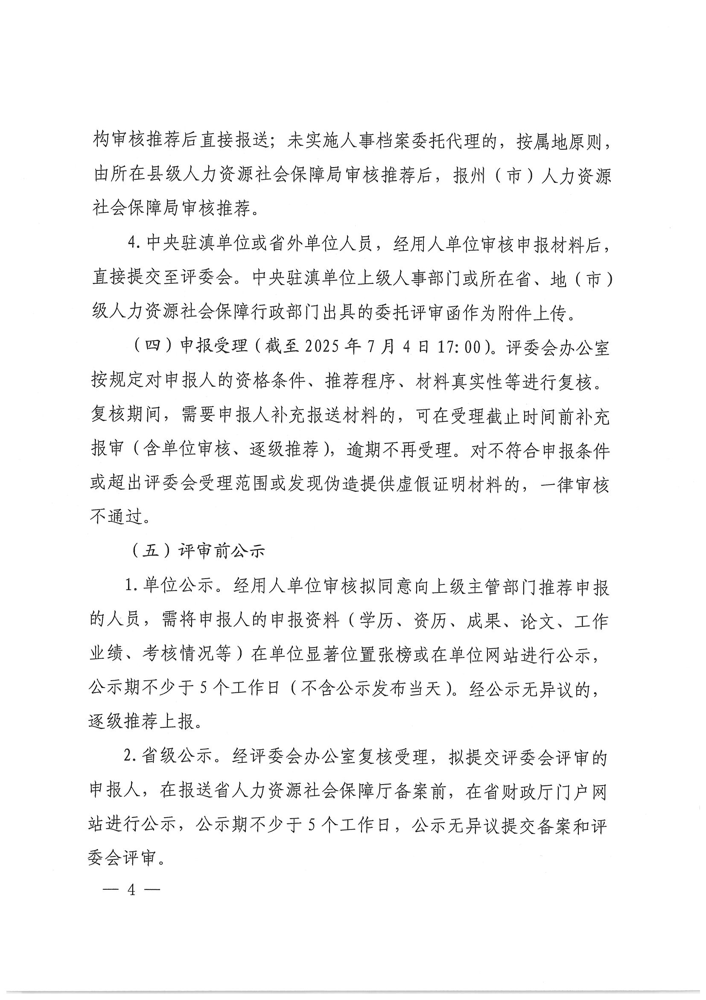 构审核推荐后直接报送；未实施人事档案委托代理的，按属地原则，
由所在县级人力资源社会保障局审核推荐后，报州（市）人力资源
社会保障局审核推荐。
4.中央驻滇单位或省外单位人员，经用人单位审核申报材料后，
直接提交至评委会。中央驻滇单位上级人事部门或所在省、地（市）
级人力资源社会保障行政部门出具的委托评审函作为附件上传。
（四）申报受理（截至 2025 年 7 月 4 日 17:00）。评委会办公室
按规定对申报人的资格条件、推荐程序、材料真实性等进行复核。
复核期间，需要申报人补充报送材料的，可在受理截止时间前补充
报审（含单位审核、逐级推荐），逾期不再受理。对不符合申报条件
或超出评委会受理范围或发现伪造提供虚假证明材料的，一律审核
不通过。
（五）评审前公示
1.单位公示。经用人单位审核拟同意向上级主管部门推荐申报
的人员，需将申报人的申报资料（学历、资历、成果、论文、工作
业绩、考核情况等）在单位显著位置张榜或在单位网站进行公示，
公示期不少于 5 个工作日（不含公示发布当天）。经公示无异议的，
逐级推荐上报。
2.省级公示。经评委会办公室复核受理，拟提交评委会评审的
申报人，在报送省人力资源社会保障厅备案前，在省财政厅门户网
站进行公示，公示期不少于 5 个工作日，公示无异议提交备案和评
委会评审。
— 4 —